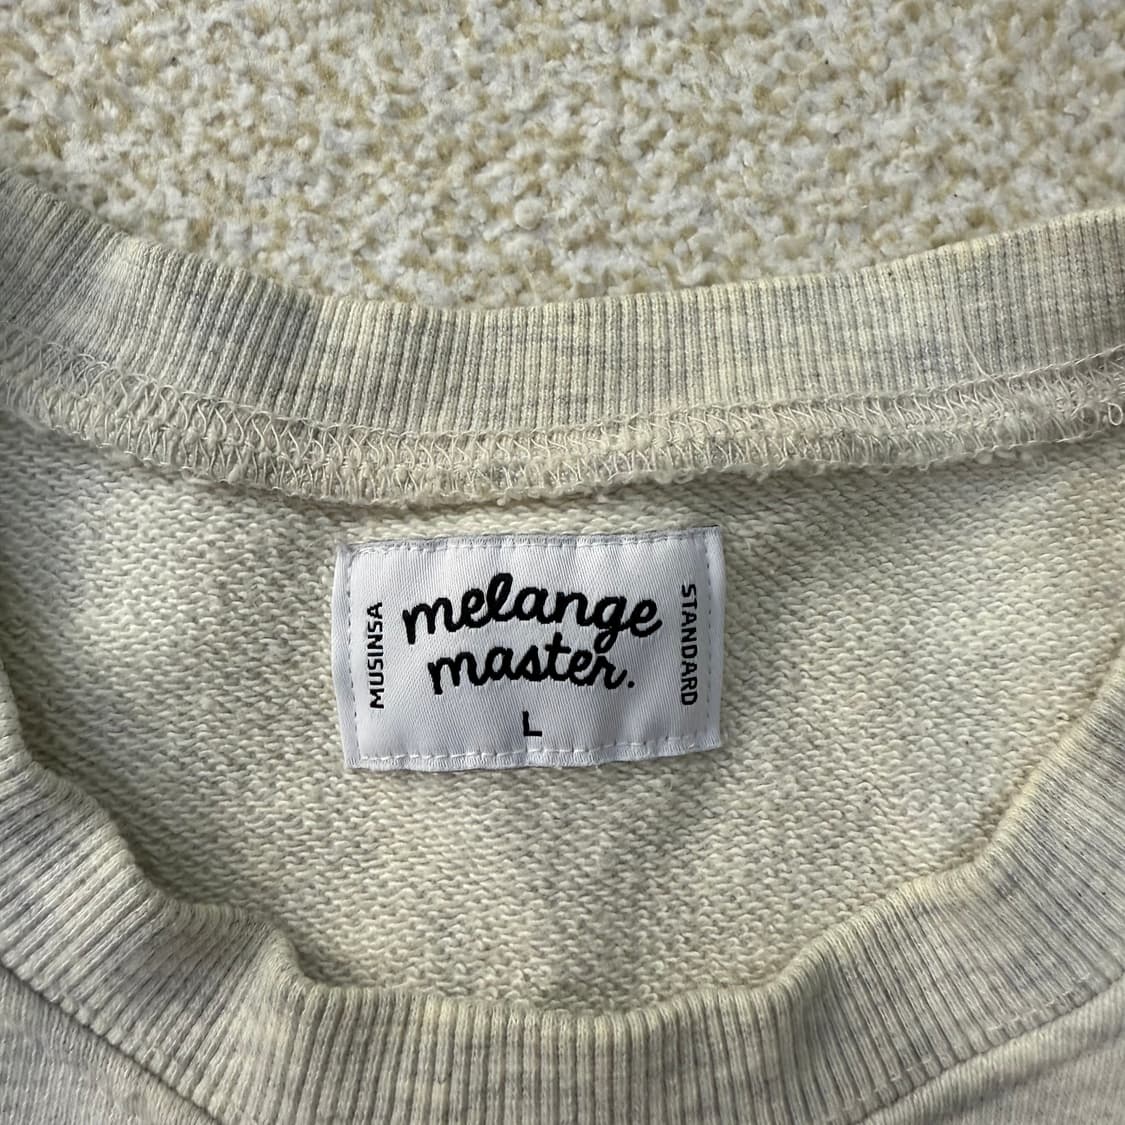 MUSINSA
melange
master.
L
STANDARD